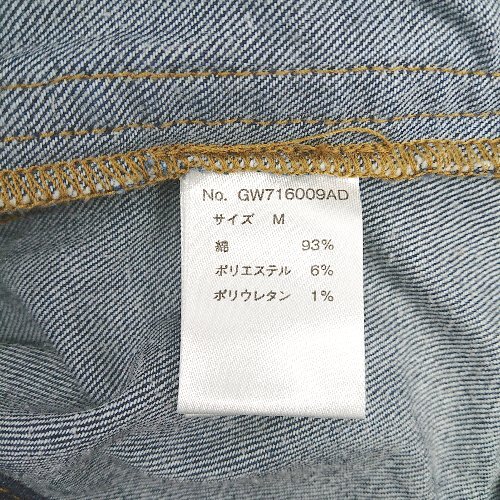 No. GW716009AD
サイズ M
綿 93%
ポリエステル 6%
ポリウレタン 1%